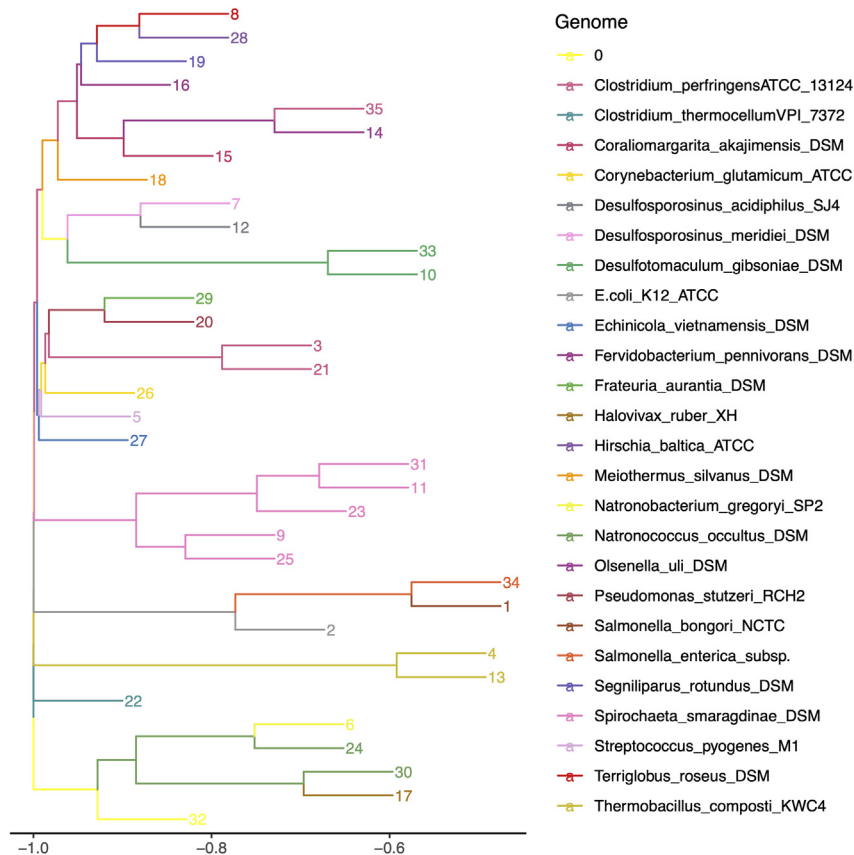 Genome
8
28
19
16
35
14
15
18
7
12
33
10
29
20
3
21
26
5
27
31
11
23
9
25
34
1
2
4
13
22
6
24
30
17
32
−1.0 −0.8 −0.6
a 0
a Clostridium_perfringensATCC_13124
a Clostridium_thermocellumVPI_7372
a Coraliomargarita_akajimensis_DSM
a Corynebacterium_glutamicum_ATCC
a Desulfosporosinus_acidiphilus_SJ4
a Desulfosporosinus_meridiei_DSM
a Desulfotomaculum_gibsoniae_DSM
a E.coli_K12_ATCC
a Echinicola_vietnamensis_DSM
a Fervidobacterium_pennivorans_DSM
a Frateuria_aurantia_DSM
a Halovivax_ruber_XH
a Hirschia_baltica_ATCC
a Meiothermus_silvanus_DSM
a Natronobacterium_gregoryi_SP2
a Natronococcus_occultus_DSM
a Olsenella_uli_DSM
a Pseudomonas_stutzeri_RCH2
a Salmonella_bongori_NCTC
a Salmonella_enterica_subsp.
a Segniliparus_rotundus_DSM
a Spirochaeta_smaragdinae_DSM
a Streptococcus_pyogenes_M1
a Terriglobus_roseus_DSM
a Thermobacillus_composti_KWC4